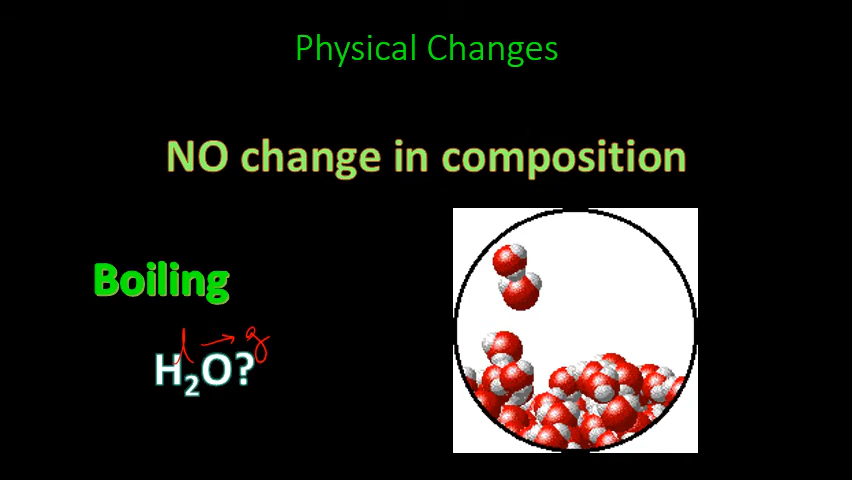 Physical Changes
NO change in composition
Boiling
l → g
H₂O?